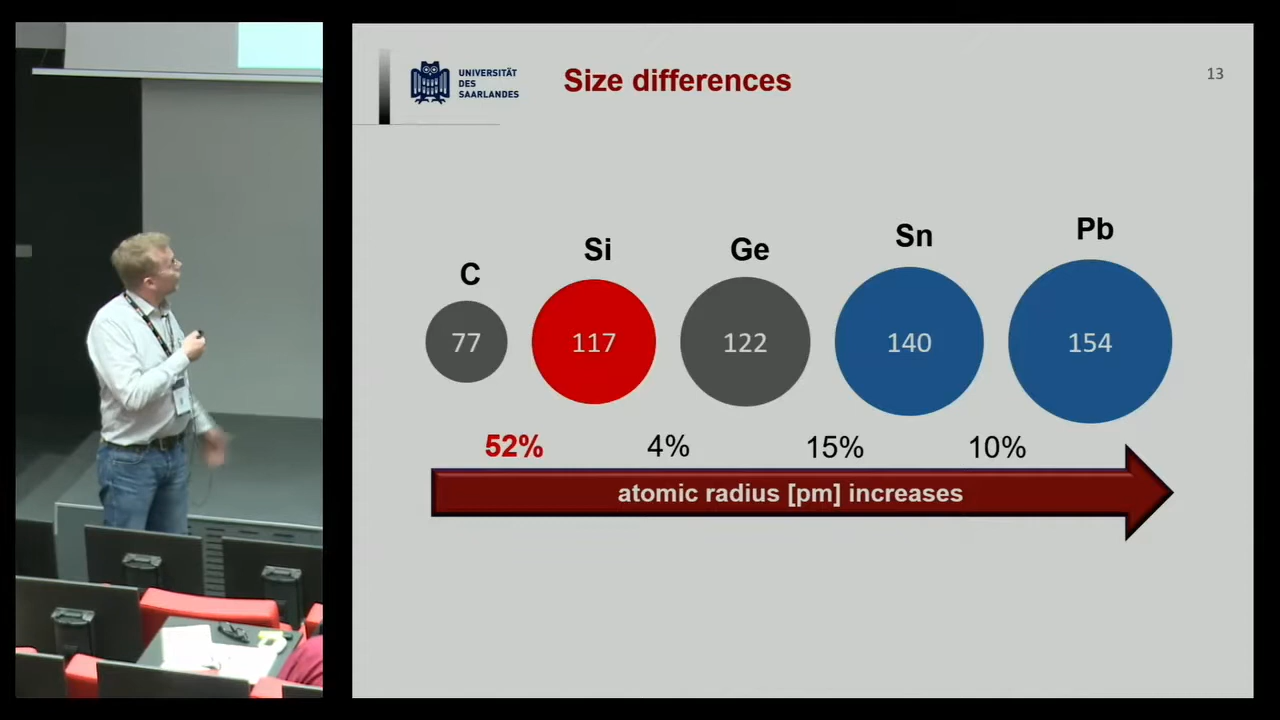 UNIVERSITÄT
DES
SAARLANDES
Size differences
13
C
Si
Ge
Sn
Pb
77
117
122
140
154
52%
4%
15%
10%
atomic radius [pm] increases